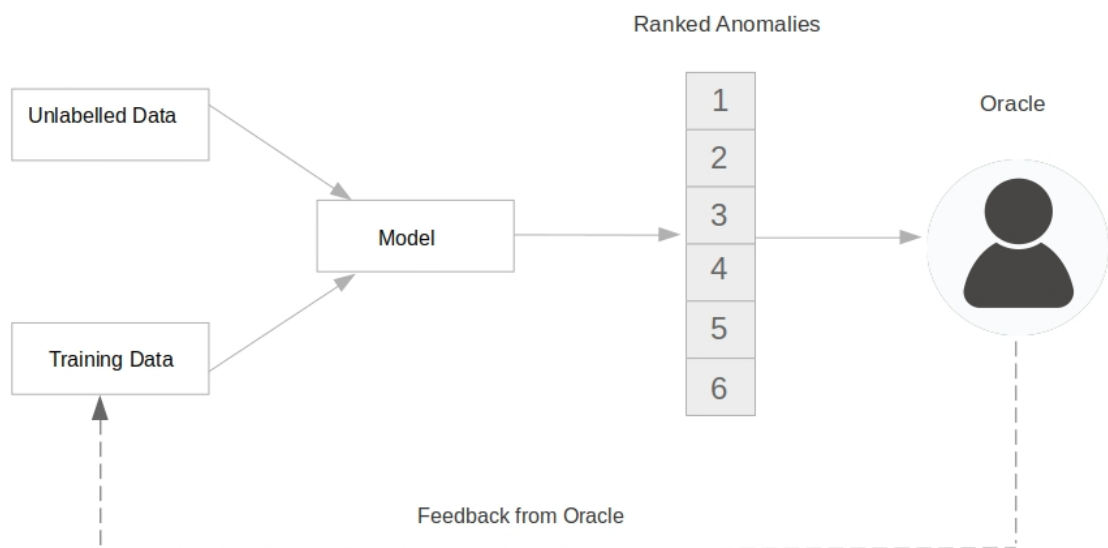 Ranked Anomalies
Unlabelled Data
1
Oracle
2
3
Model
4
5
Training Data
6
Feedback from Oracle